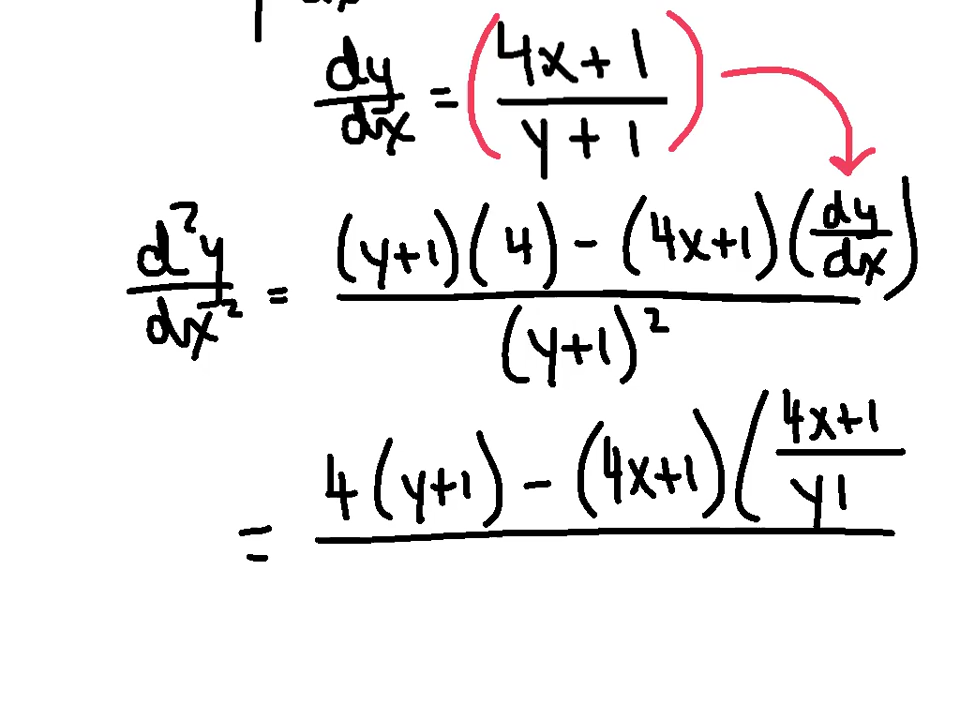 dy/dx = (4x+1/y+1)
d²y/dx² = (y+1)(4) - (4x+1)(dy/dx)/(y+1)²
= 4(y+1) - (4x+1)(4x+1/y1